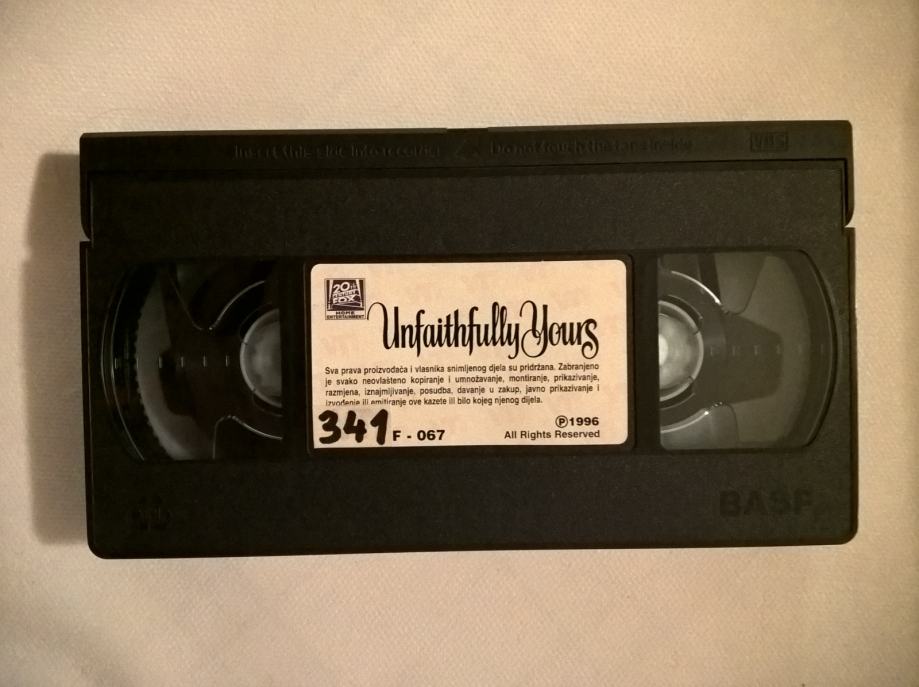 Insert this side into recorder
Do not touch the tape inside
VHS
20th
CENTURY
FOX
HOME
ENTERTAINMENT
Unfaithfully Yours
Sva prava proizvođača i vlasnika snimljenog djela su pridržana. Zabranjeno
je svako neovlašteno kopiranje i umnožavanje, montiranje, prikazivanje,
razmjena, iznajmljivanje, posudba, davanje u zakup, javno prikazivanje i
izvođenje ili emitiranje ove kazete ili bilo kojeg njenog dijela.
341 F - 067
℗1996
All Rights Reserved
BASF